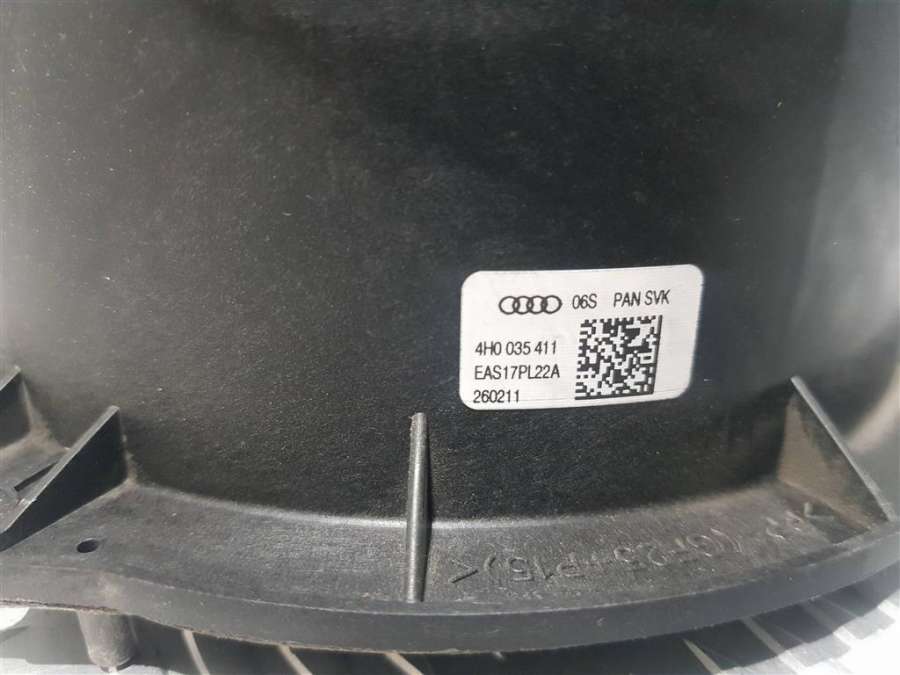 06S PAN SVK
4H0 035 411
EAS17PL22A
260211